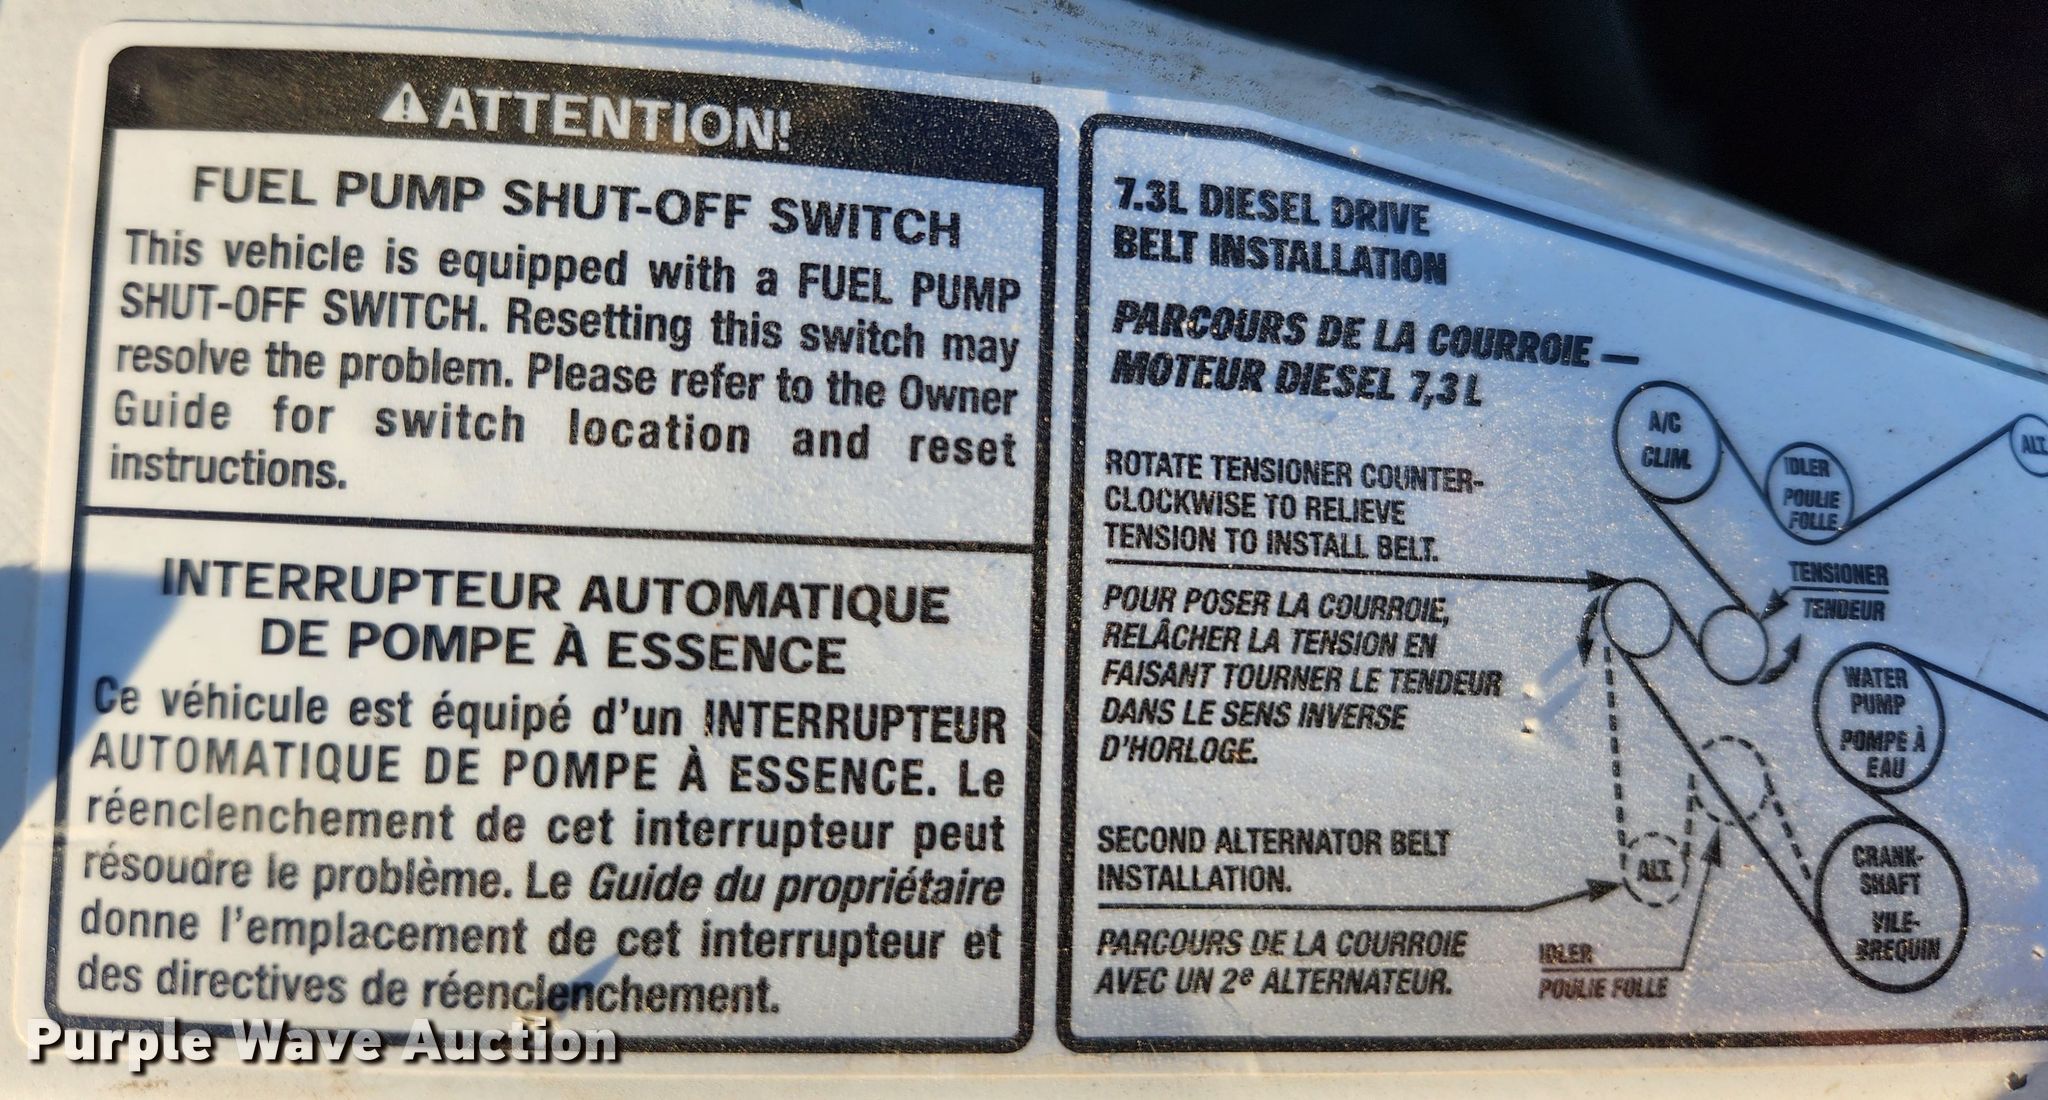 ATTENTION!
FUEL PUMP SHUT-OFF SWITCH
This vehicle is equipped with a FUEL PUMP
SHUT-OFF SWITCH. Resetting this switch may
resolve the problem. Please refer to the Owner
Guide for switch location and reset
instructions.
INTERRUPTEUR AUTOMATIQUE
DE POMPE À ESSENCE
Ce véhicule est équipé d'un INTERRUPTEUR
AUTOMATIQUE DE POMPE À ESSENCE. Le
réenclenchement de cet interrupteur peut
résoudre le problème. Le Guide du propriétaire
donne l'emplacement de cet interrupteur et
des directives de réenclenchement.
7.3L DIESEL DRIVE
BELT INSTALLATION
PARCOURS DE LA COURROIE —
MOTEUR DIESEL 7,3 L
ROTATE TENSIONER COUNTER-
CLOCKWISE TO RELIEVE
TENSION TO INSTALL BELT.
POUR POSER LA COURROIE,
RELÂCHER LA TENSION EN
FAISANT TOURNER LE TENDEUR
DANS LE SENS INVERSE
D'HORLOGE.
SECOND ALTERNATOR BELT
INSTALLATION.
PARCOURS DE LA COURROIE
AVEC UN 2e ALTERNATEUR.
A/C
CLIM.
IDLER
POULIE
FOLLE
ALT.
TENSIONER
TENDEUR
WATER
PUMP
POMPE À
EAU
CRANK-
SHAFT
VILE-
BREQUIN
ALT.
IDLER
POULIE FOLLE
Purple Wave Auction